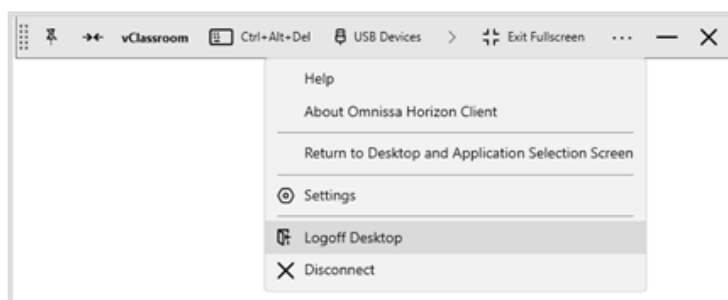 vClassroom Ctrl+Alt+Del USB Devices Exit Fullscreen
Help
About Omnissa Horizon Client
Return to Desktop and Application Selection Screen
Settings
Logoff Desktop
Disconnect